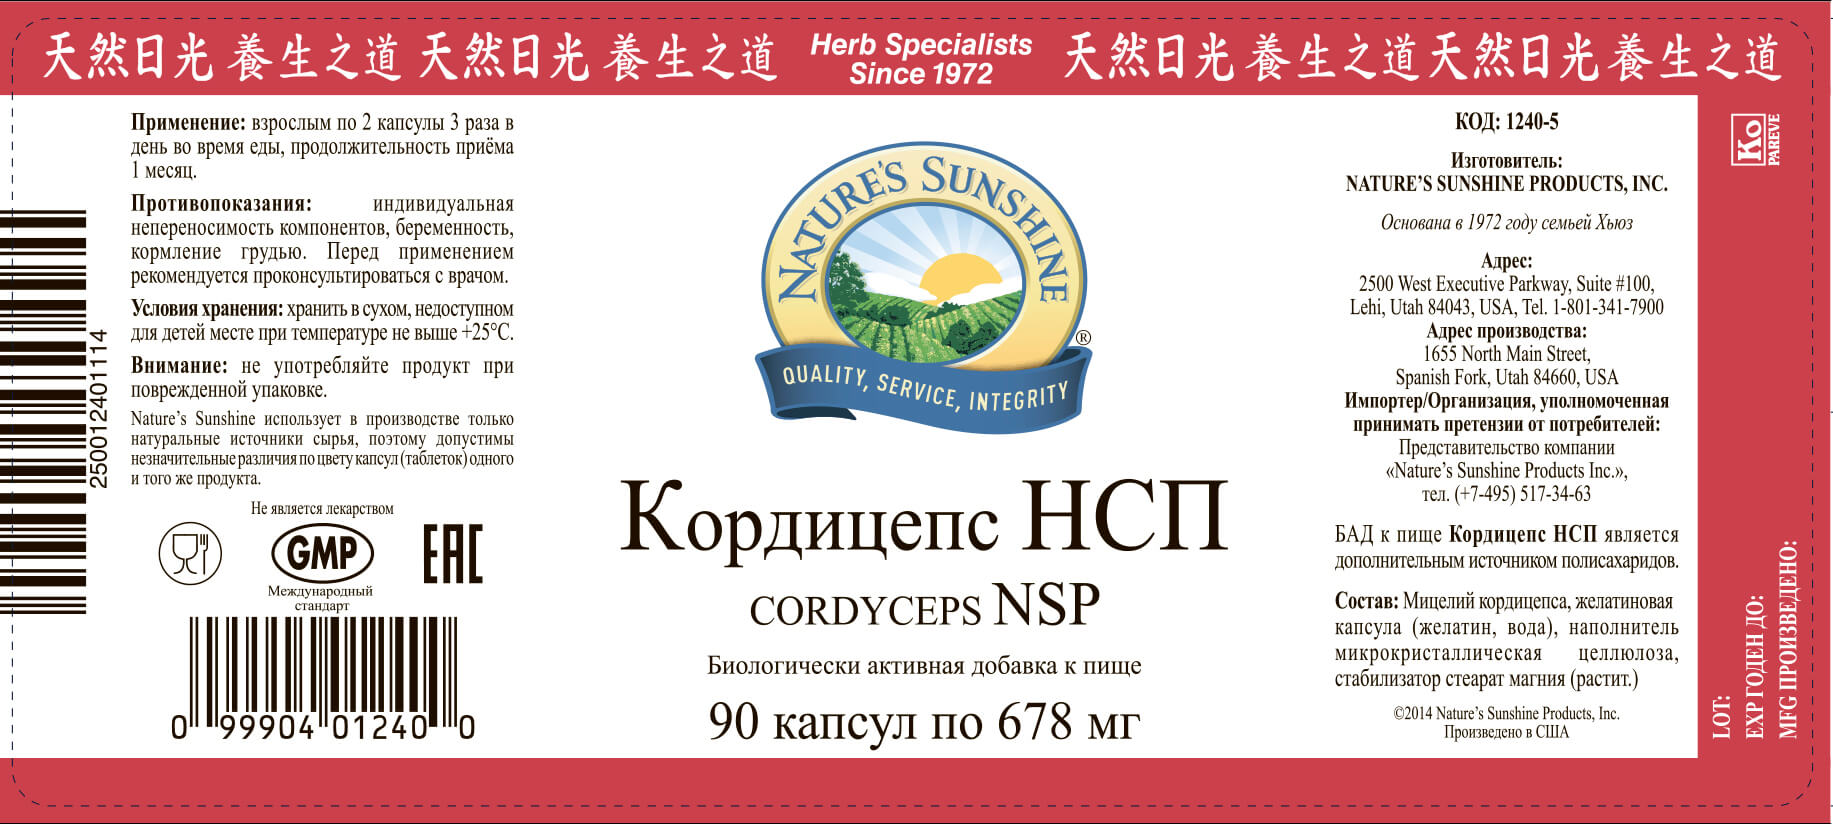 天然日光 養生之道 天然日光 養生之道
Herb Specialists
Since 1972
天然日光 養生之道 天然日光 養生之道
250012401114
Применение: взрослым по 2 капсулы 3 раза в
день во время еды, продолжительность приёма
1 месяц.
Противопоказания: индивидуальная
непереносимость компонентов, беременность,
кормление грудью. Перед применением
рекомендуется проконсультироваться с врачом.
Условия хранения: хранить в сухом, недоступном
для детей месте при температуре не выше +25°С.
Внимание: не употребляйте продукт при
поврежденной упаковке.
Nature’s Sunshine использует в производстве только
натуральные источники сырья, поэтому допустимы
незначительные различия по цвету капсул (таблеток) одного
и того же продукта.
Не является лекарством
GMP
Международный
стандарт
EAC
0 99904 01240 0
NATURE'S SUNSHINE
®
QUALITY, SERVICE, INTEGRITY
Кордицепс НСП
CORDYCEPS NSP
Биологически активная добавка к пище
90 капсул по 678 мг
КОД: 1240-5
Изготовитель:
NATURE’S SUNSHINE PRODUCTS, INC.
Основана в 1972 году семьей Хьюз
Адрес:
2500 West Executive Parkway, Suite #100,
Lehi, Utah 84043, USA, Tel. 1-801-341-7900
Адрес производства:
1655 North Main Street,
Spanish Fork, Utah 84660, USA
Импортер/Организация, уполномоченная
принимать претензии от потребителей:
Представительство компании
«Nature’s Sunshine Products Inc.»,
тел. (+7-495) 517-34-63
БАД к пище Кордицепс НСП является
дополнительным источником полисахаридов.
Состав: Мицелий кордицепса, желатиновая
капсула (желатин, вода), наполнитель
микрокристаллическая целлюлоза,
стабилизатор стеарат магния (растит.)
©2014 Nature’s Sunshine Products, Inc.
Произведено в США
Ko
PAREVE
LOT:
EXP ГОДЕН ДО:
MFG ПРОИЗВЕДЕНО: